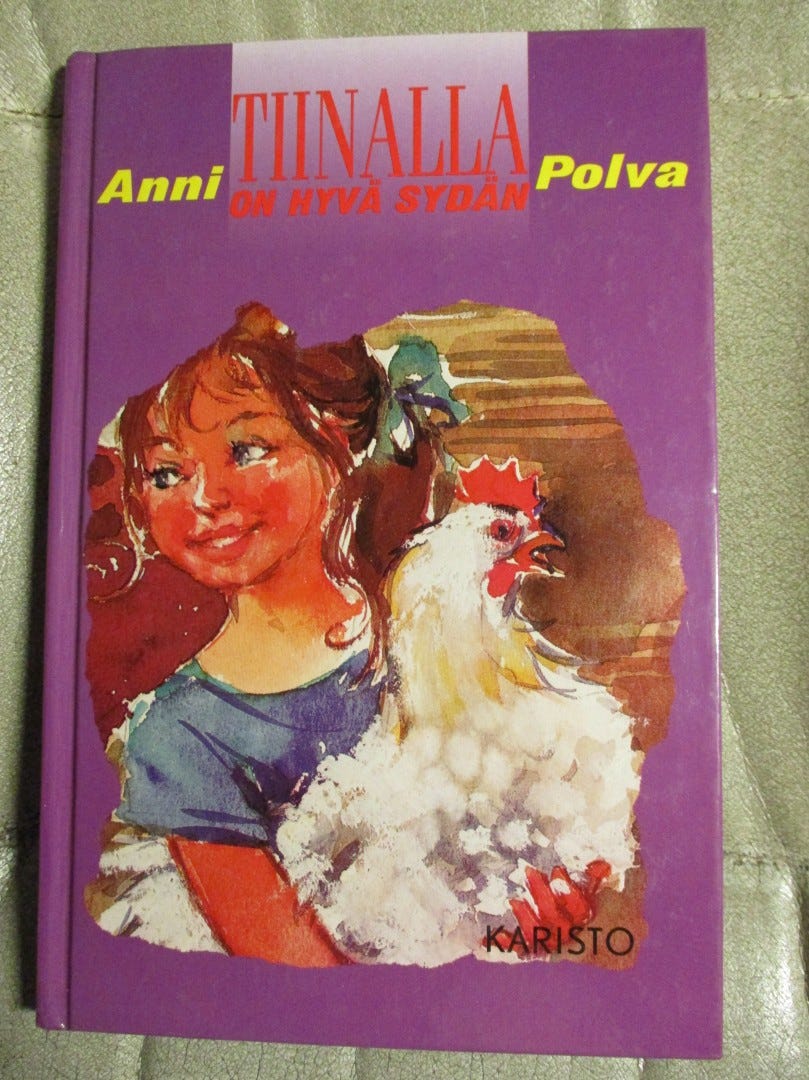 TIINALLA
Anni
ON HYVÄ SYDÄN
Polva
KARISTO